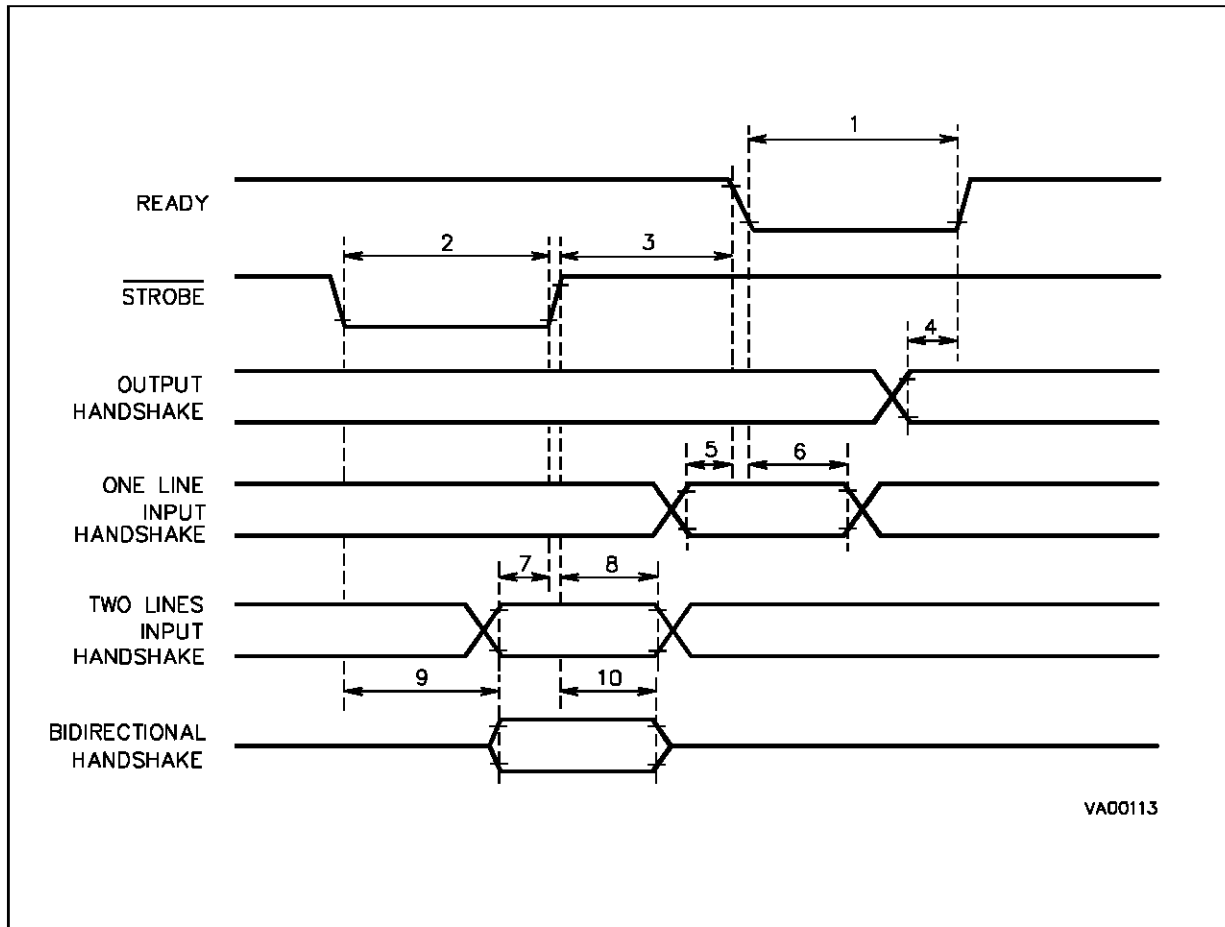 1
READY
2
3
STROBE
4
OUTPUT
HANDSHAKE
5
6
ONE LINE
INPUT
HANDSHAKE
7
8
TWO LINES
INPUT
HANDSHAKE
9
10
BIDIRECTIONAL
HANDSHAKE
VA00113